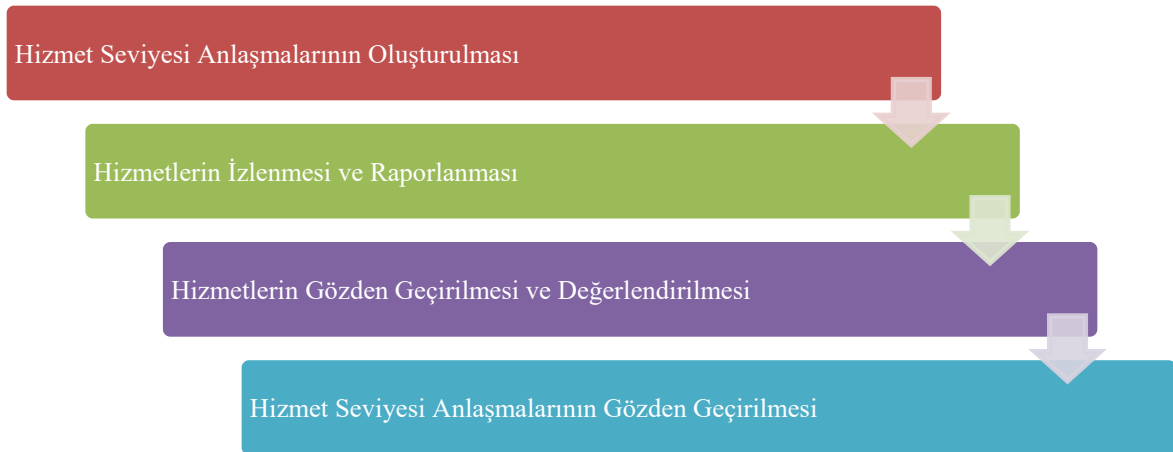 Hizmet Seviyesi Anlaşmalarının Oluşturulması
Hizmetlerin İzlenmesi ve Raporlanması
Hizmetlerin Gözden Geçirilmesi ve Değerlendirilmesi
Hizmet Seviyesi Anlaşmalarının Gözden Geçirilmesi